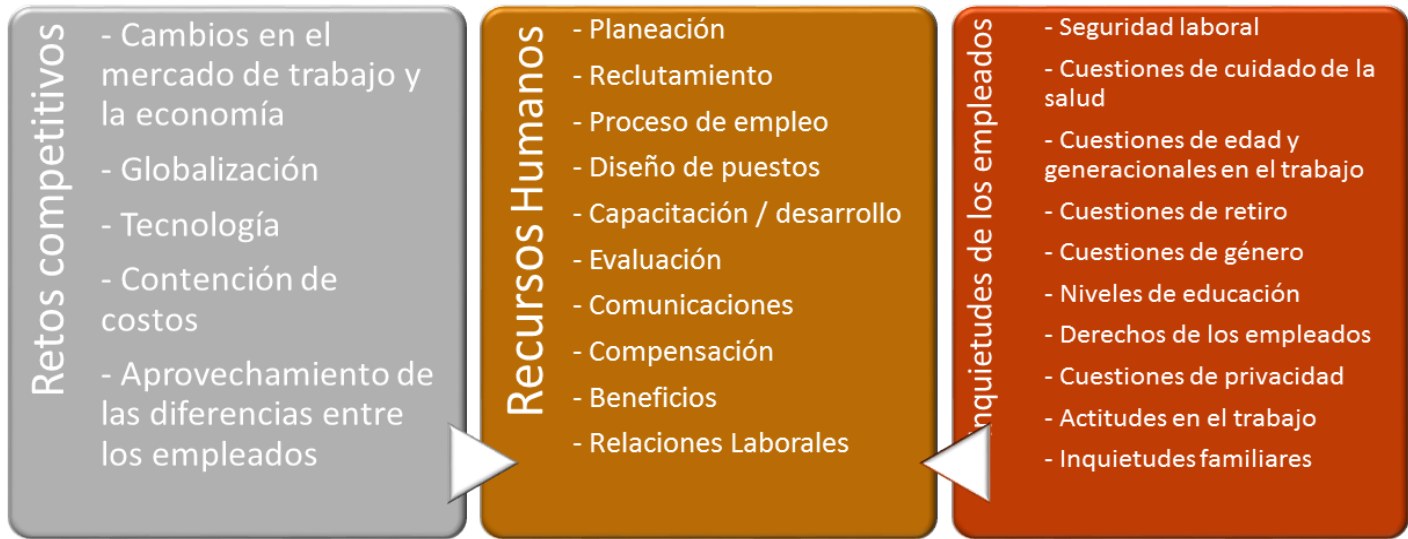 Retos competitivos
- Cambios en el
mercado de trabajo y
la economía
- Globalización
- Tecnología
- Contención de
costos
- Aprovechamiento de
las diferencias entre
los empleados
Recursos Humanos
- Planeación
- Reclutamiento
- Proceso de empleo
- Diseño de puestos
- Capacitación / desarrollo
- Evaluación
- Comunicaciones
- Compensación
- Beneficios
- Relaciones Laborales
Inquietudes de los empleados
- Seguridad laboral
- Cuestiones de cuidado de la
salud
- Cuestiones de edad y
generacionales en el trabajo
- Cuestiones de retiro
- Cuestiones de género
- Niveles de educación
- Derechos de los empleados
- Cuestiones de privacidad
- Actitudes en el trabajo
- Inquietudes familiares